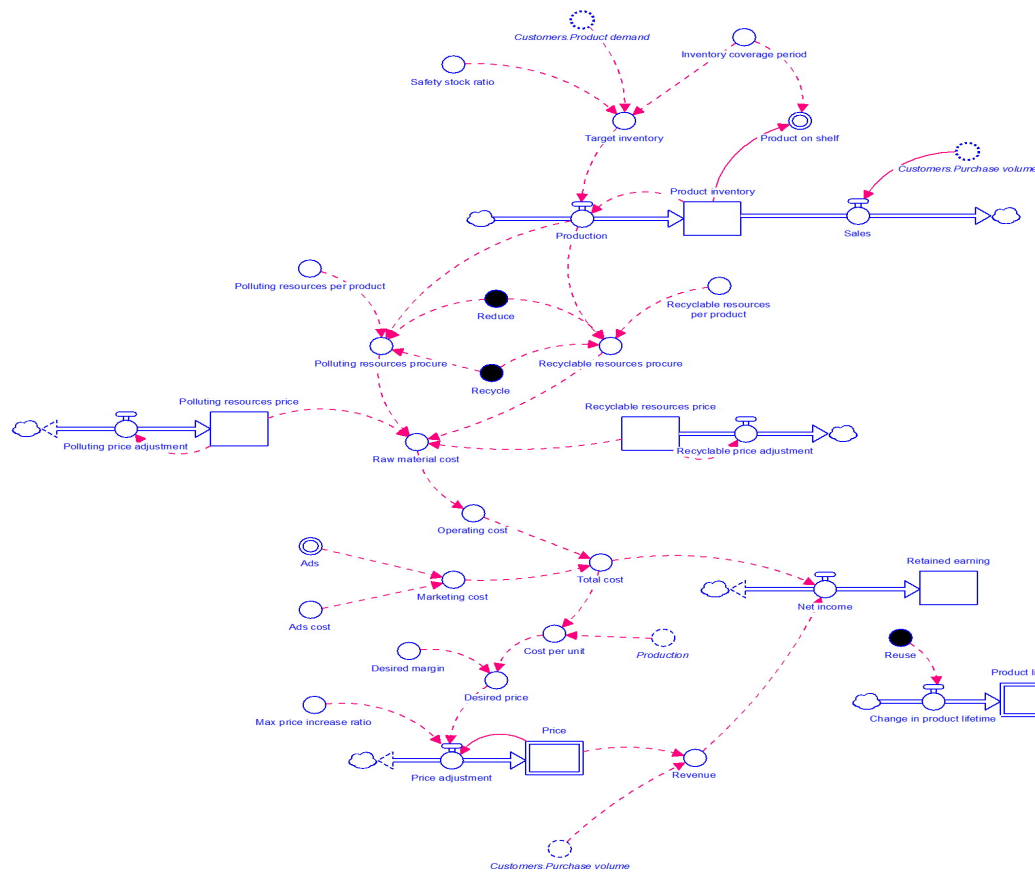 Customers.Product demand
Inventory coverage period
Safety stock ratio
Target inventory
Product on shelf
Customers.Purchase volume
Product inventory
Production
Sales
Polluting resources per product
Recyclable resources
per product
Reduce
Polluting resources procure
Recyclable resources procure
Recycle
Polluting resources price
Recyclable resources price
Polluting price adjustment
Recyclable price adjustment
Raw material cost
Operating cost
Ads
Total cost
Retained earning
Marketing cost
Net income
Ads cost
Cost per unit
Production
Reuse
Desired margin
Product li
Desired price
Max price increase ratio
Change in product lifetime
Price
Price adjustment
Revenue
Customers.Purchase volume